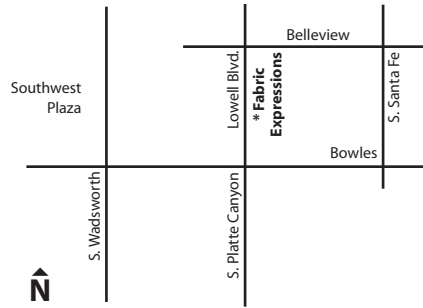 Belleview
Southwest
Plaza
Lowell Blvd.
* Fabric
Expressions
S. Santa Fe
Bowles
S. Wadsworth
S. Platte Canyon
N